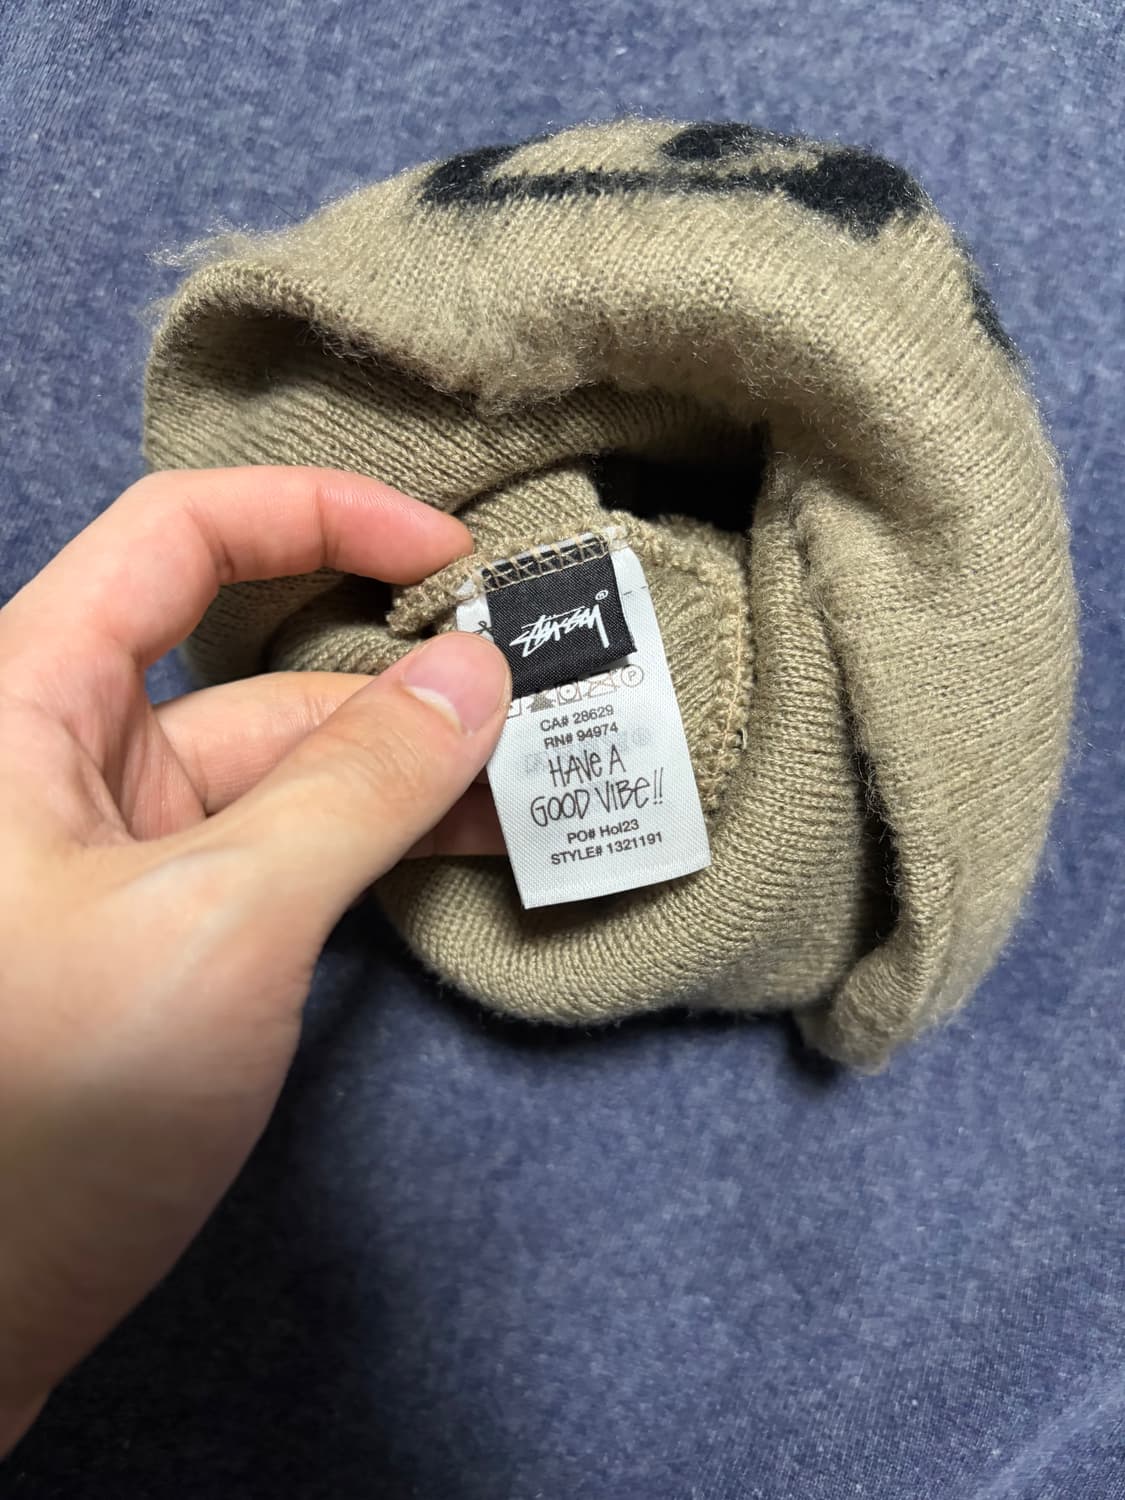 STÜSSY®
P
CA# 28629
RN# 94974
HAVE A
GOOD VIBE!!
PO# Hol23
STYLE# 1321191